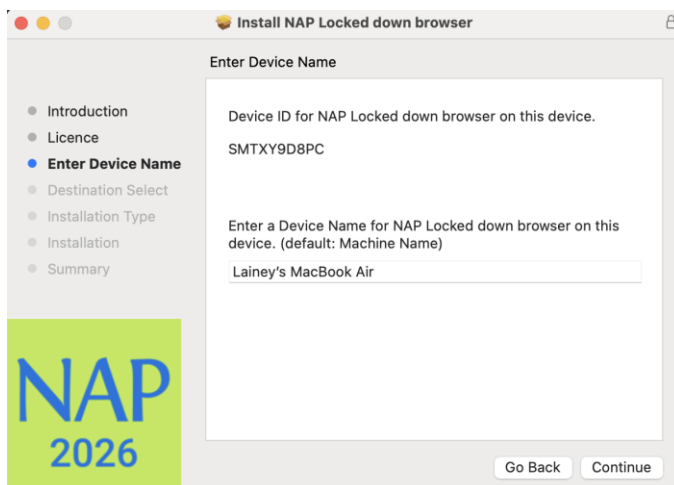 Install NAP Locked down browser
Enter Device Name
Introduction
Licence
Enter Device Name
Destination Select
Installation Type
Installation
Summary
Device ID for NAP Locked down browser on this device.
SMTXY9D8PC
Enter a Device Name for NAP Locked down browser on this
device. (default: Machine Name)
Lainey’s MacBook Air
NAP
2026
Go Back
Continue